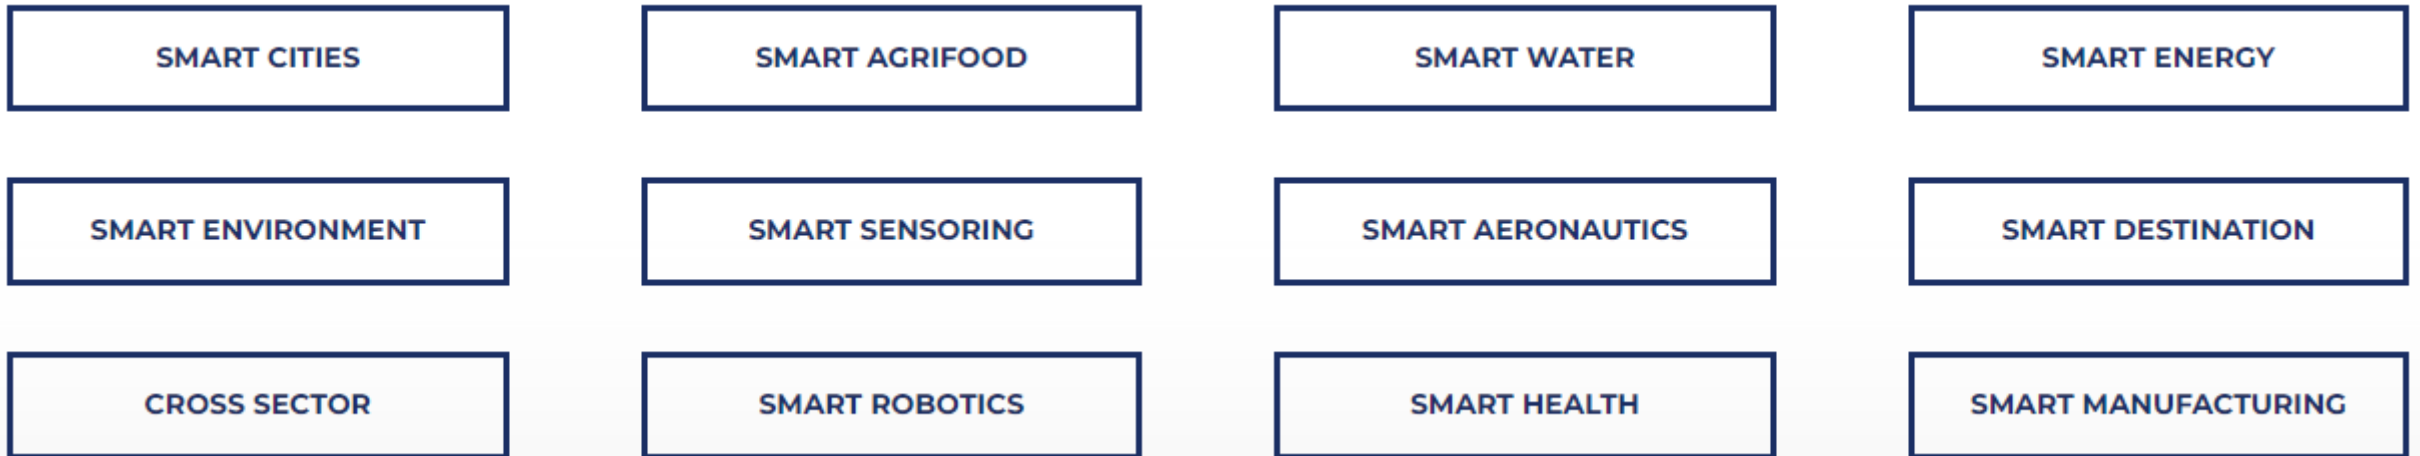 SMART CITIES
SMART AGRIFOOD
SMART WATER
SMART ENERGY
SMART ENVIRONMENT
SMART SENSORING
SMART AERONAUTICS
SMART DESTINATION
CROSS SECTOR
SMART ROBOTICS
SMART HEALTH
SMART MANUFACTURING